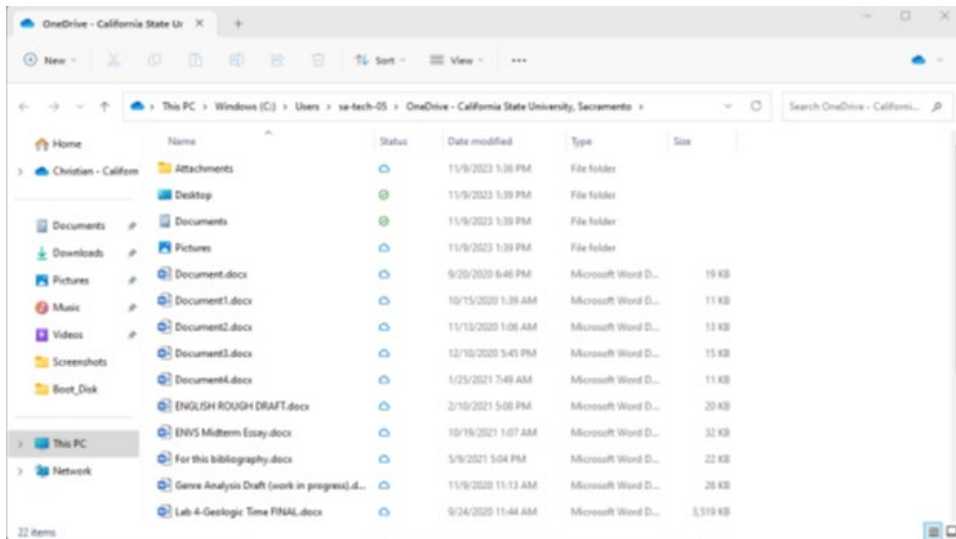 OneDrive - California State Ur
New
Sort
View
This PC > Windows (C:) > Users > sa-tech-05 > OneDrive - California State University, Sacramento >
Search OneDrive - Californi...
Home
Christian - Californ
Documents
Downloads
Pictures
Music
Videos
Screenshots
Boot_Disk
This PC
Network
Name Status Date modified Type Size
Attachments 11/9/2023 1:36 PM File folder
Desktop 11/9/2023 1:39 PM File folder
Documents 11/9/2023 1:39 PM File folder
Pictures 11/9/2023 1:39 PM File folder
Document.docx 9/20/2020 6:46 PM Microsoft Word D... 19 KB
Document1.docx 10/15/2020 1:39 AM Microsoft Word D... 11 KB
Document2.docx 11/13/2020 1:06 AM Microsoft Word D... 13 KB
Document3.docx 12/10/2020 5:45 PM Microsoft Word D... 15 KB
Document4.docx 1/25/2021 7:49 AM Microsoft Word D... 11 KB
ENGLISH ROUGH DRAFT.docx 2/10/2021 5:08 PM Microsoft Word D... 20 KB
ENVS Midterm Essay.docx 10/19/2021 1:07 AM Microsoft Word D... 32 KB
For this bibliography.docx 5/9/2021 5:04 PM Microsoft Word D... 22 KB
Genre Analysis Draft (work in progress).d... 11/9/2020 11:13 AM Microsoft Word D... 26 KB
Lab 4-Geologic Time FINAL.docx 9/24/2020 11:44 AM Microsoft Word D... 3,519 KB
22 items